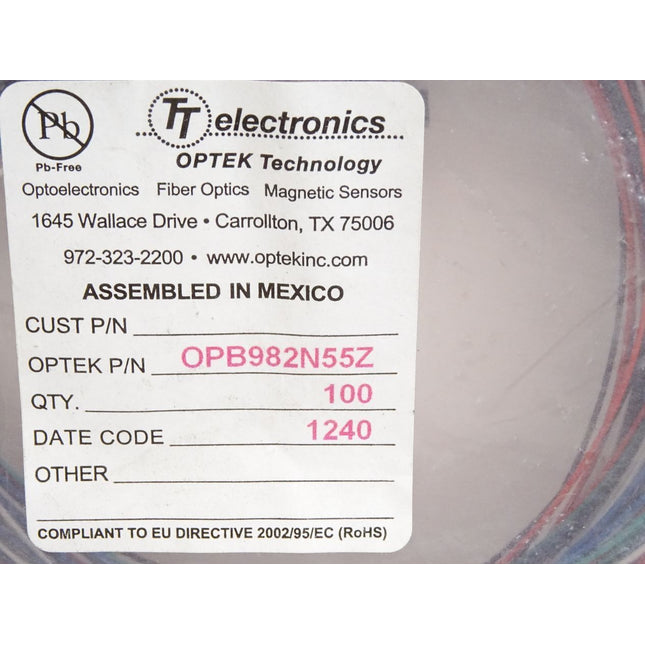 Pb
Pb-Free
TT electronics
OPTEK Technology
Optoelectronics Fiber Optics Magnetic Sensors
1645 Wallace Drive • Carrollton, TX 75006
972-323-2200 • www.optekinc.com
ASSEMBLED IN MEXICO
CUST P/N
OPTEK P/N OPB982N55Z
QTY. 100
DATE CODE 1240
OTHER
COMPLIANT TO EU DIRECTIVE 2002/95/EC (RoHS)